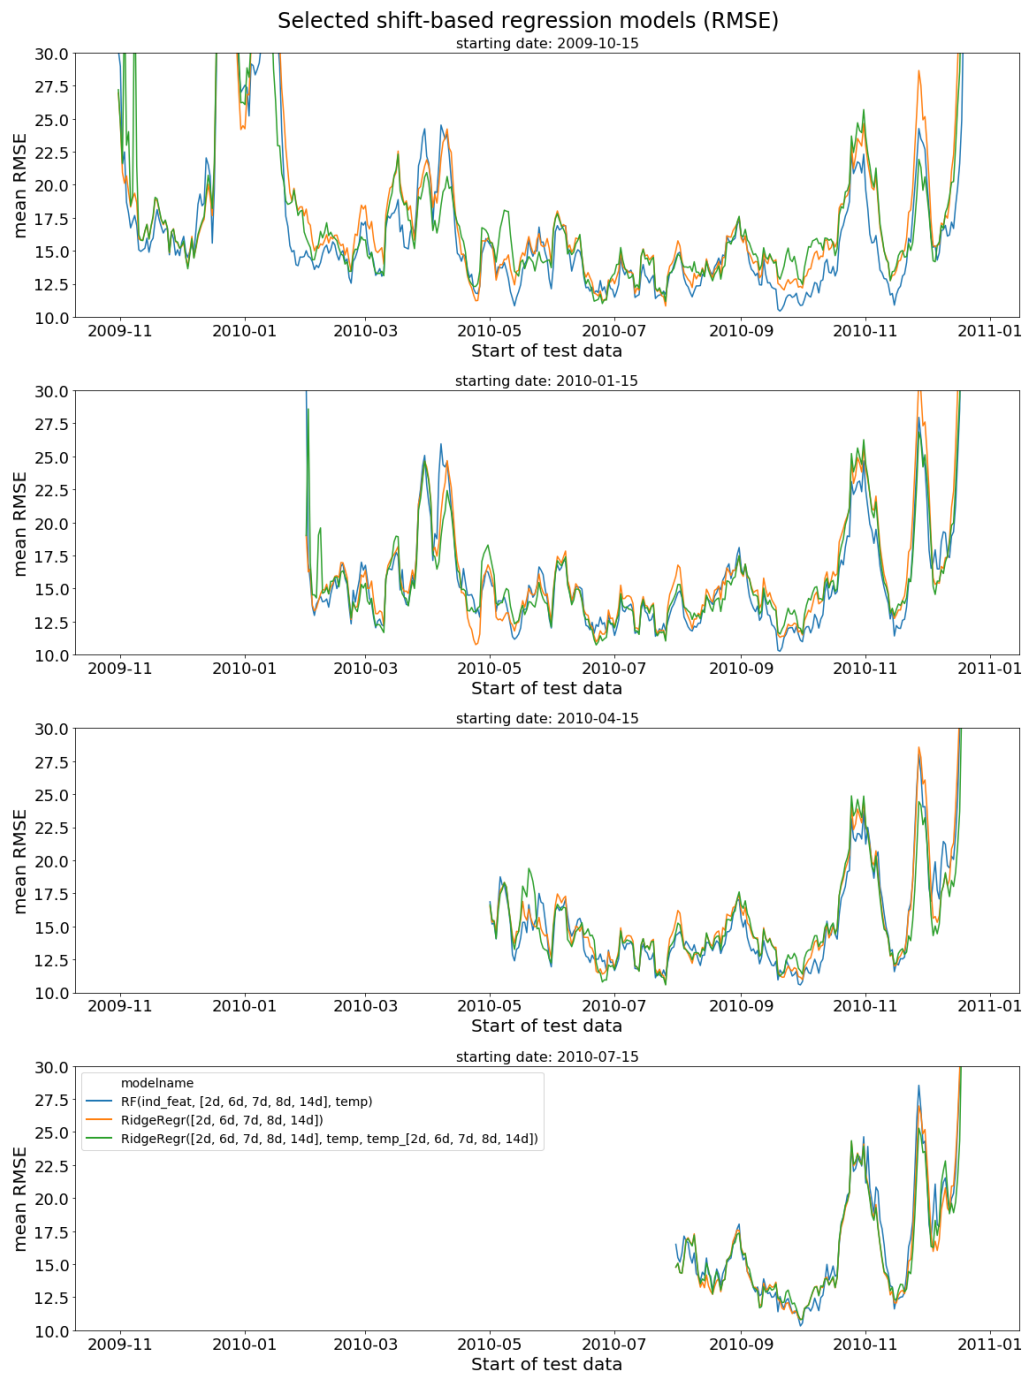 Selected shift-based regression models (RMSE)
starting date: 2009-10-15
30.0
27.5
25.0
22.5
20.0
17.5
15.0
12.5
10.0
mean RMSE
2009-11 2010-01 2010-03 2010-05 2010-07 2010-09 2010-11 2011-01
Start of test data
starting date: 2010-01-15
30.0
27.5
25.0
22.5
20.0
17.5
15.0
12.5
10.0
mean RMSE
2009-11 2010-01 2010-03 2010-05 2010-07 2010-09 2010-11 2011-01
Start of test data
starting date: 2010-04-15
30.0
27.5
25.0
22.5
20.0
17.5
15.0
12.5
10.0
mean RMSE
2009-11 2010-01 2010-03 2010-05 2010-07 2010-09 2010-11 2011-01
Start of test data
starting date: 2010-07-15
30.0
27.5
25.0
22.5
20.0
17.5
15.0
12.5
10.0
mean RMSE
modelname
RF(ind_feat, [2d, 6d, 7d, 8d, 14d], temp)
RidgeRegr([2d, 6d, 7d, 8d, 14d])
RidgeRegr([2d, 6d, 7d, 8d, 14d], temp, temp_[2d, 6d, 7d, 8d, 14d])
2009-11 2010-01 2010-03 2010-05 2010-07 2010-09 2010-11 2011-01
Start of test data